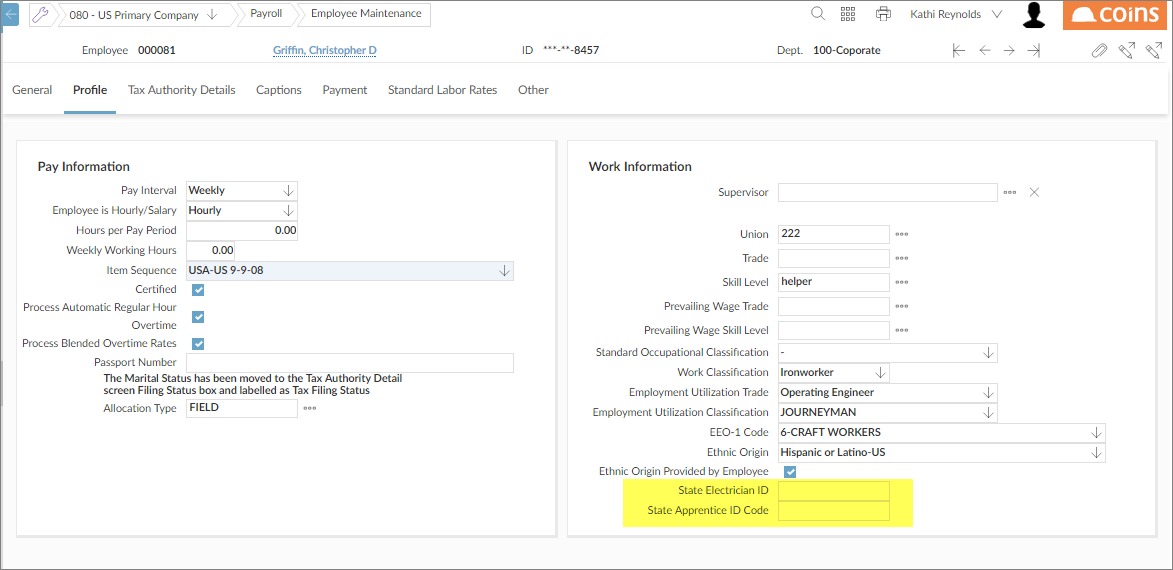 080 - US Primary Company
Payroll
Employee Maintenance
Kathi Reynolds
coins
Employee 000081
Griffin, Christopher D
ID ***-**-8457
Dept. 100-Coporate
General
Profile
Tax Authority Details
Captions
Payment
Standard Labor Rates
Other
Pay Information
Pay Interval Weekly
Employee is Hourly/Salary Hourly
Hours per Pay Period 0.00
Weekly Working Hours 0.00
Item Sequence USA-US 9-9-08
Certified
Process Automatic Regular Hour
Overtime
Process Blended Overtime Rates
Passport Number
The Marital Status has been moved to the Tax Authority Detail
screen Filing Status box and labelled as Tax Filing Status
Allocation Type FIELD
Work Information
Supervisor
Union 222
Trade
Skill Level helper
Prevailing Wage Trade
Prevailing Wage Skill Level
Standard Occupational Classification -
Work Classification Ironworker
Employment Utilization Trade Operating Engineer
Employment Utilization Classification JOURNEYMAN
EEO-1 Code 6-CRAFT WORKERS
Ethnic Origin Hispanic or Latino-US
Ethnic Origin Provided by Employee
State Electrician ID
State Apprentice ID Code